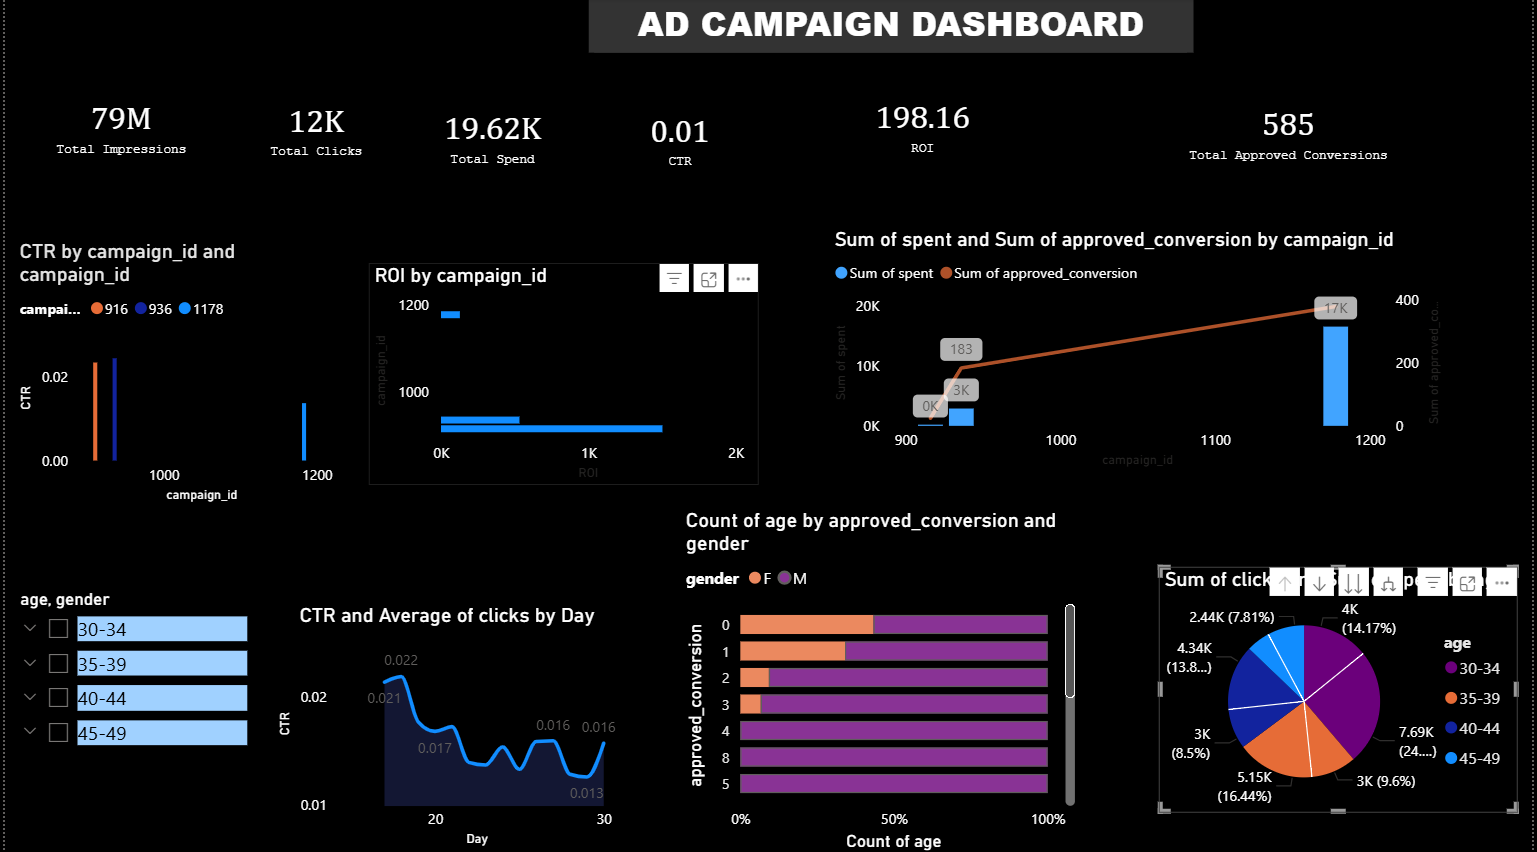 AD CAMPAIGN DASHBOARD
79M
Total Impressions
12K
Total Clicks
19.62K
Total Spend
0.01
CTR
198.16
ROI
585
Total Approved Conversions
CTR by campaign_id and
campaign_id
campai... 916 936 1178
CTR
0.02
0.00
1000
1200
campaign_id
ROI by campaign_id
campaign_id
1200
1000
0K
1K
2K
ROI
Sum of spent and Sum of approved_conversion by campaign_id
Sum of spent Sum of approved_conversion
Sum of spent
20K
10K
0K
0K
183
3K
17K
400
200
0
Sum of approved_co...
900
1000
1100
1200
campaign_id
age, gender
30-34
35-39
40-44
45-49
CTR and Average of clicks by Day
CTR
0.02
0.01
0.022
0.021
0.017
0.016
0.016
0.013
20
30
Day
Count of age by approved_conversion and
gender
gender F M
approved_conversion
0
1
2
3
4
8
5
0%
50%
100%
Count of age
Sum of click
4K
(14.17%)
7.69K
(24....)
3K (9.6%)
5.15K
(16.44%)
3K
(8.5%)
4.34K
(13.8...)
2.44K (7.81%)
age
30-34
35-39
40-44
45-49